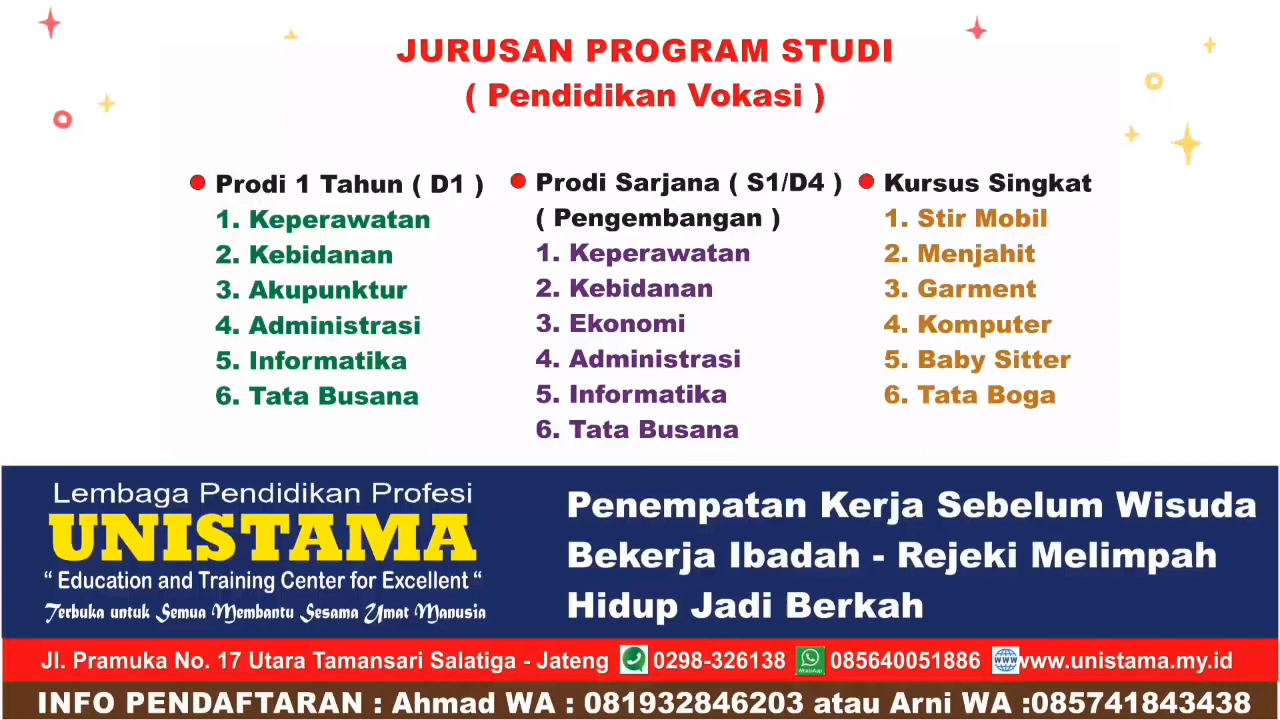 JURUSAN PROGRAM STUDI
( Pendidikan Vokasi )
Prodi 1 Tahun ( D1 )
1. Keperawatan
2. Kebidanan
3. Akupunktur
4. Administrasi
5. Informatika
6. Tata Busana
Prodi Sarjana ( S1/D4 )
( Pengembangan )
1. Keperawatan
2. Kebidanan
3. Ekonomi
4. Administrasi
5. Informatika
6. Tata Busana
Kursus Singkat
1. Stir Mobil
2. Menjahit
3. Garment
4. Komputer
5. Baby Sitter
6. Tata Boga
Lembaga Pendidikan Profesi
UNISTAMA
“ Education and Training Center for Excellent “
Terbuka untuk Semua Membantu Sesama Umat Manusia
Penempatan Kerja Sebelum Wisuda
Bekerja Ibadah - Rejeki Melimpah
Hidup Jadi Berkah
Jl. Pramuka No. 17 Utara Tamansari Salatiga - Jateng 0298-326138 WhatsApp 085640051886 www www.unistama.my.id
INFO PENDAFTARAN : Ahmad WA : 081932846203 atau Arni WA :085741843438